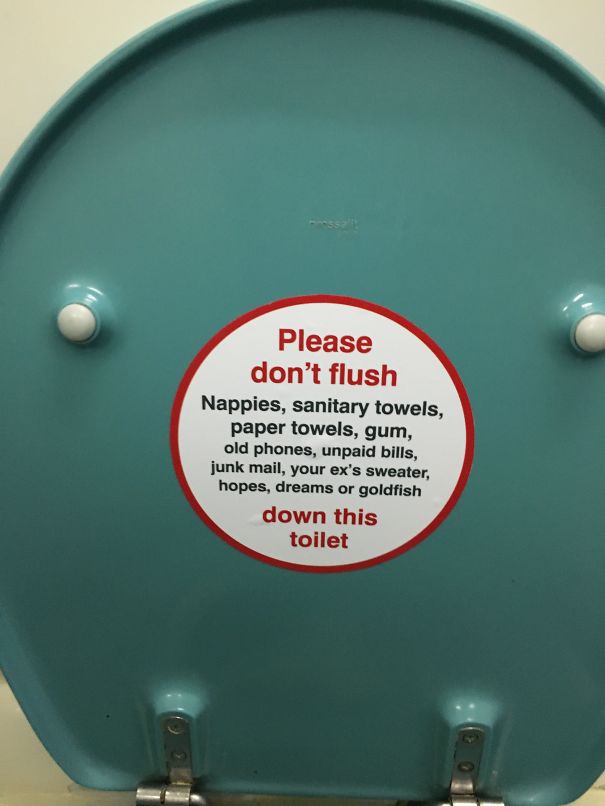 pressalit
Please
don't flush
Nappies, sanitary towels,
paper towels, gum,
old phones, unpaid bills,
junk mail, your ex's sweater,
hopes, dreams or goldfish
down this
toilet